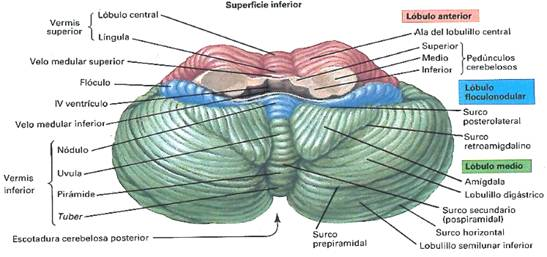 Superficie inferior
Vermis
superior
Lóbulo central
Língula
Velo medular superior
Flóculo
IV ventrículo
Velo medular inferior
Vermis
inferior
Nódulo
Uvula
Pirámide
Tuber
Escotadura cerebelosa posterior
Lóbulo anterior
Ala del lobulillo central
Superior
Medio
Inferior
Pedúnculos
cerebelosos
Lóbulo
floculonodular
Surco
posterolateral
Surco
retroamigdalino
Lóbulo medio
Amígdala
Lobulillo digástrico
Surco secundario
(pospiramidal)
Surco horizontal
Lobulillo semilunar inferior
Surco
prepiramidal